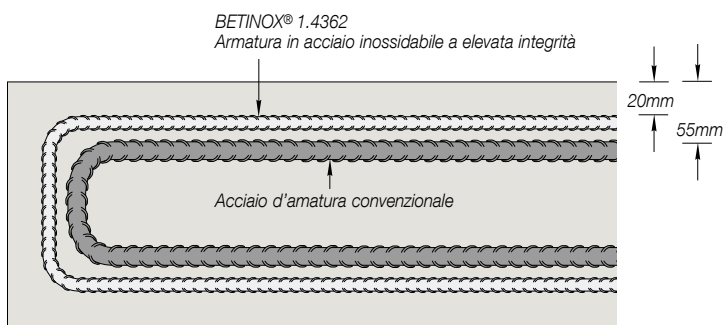 BETINOX® 1.4362
Armatura in acciaio inossidabile a elevata integrità
20mm
55mm
Acciaio d'amatura convenzionale